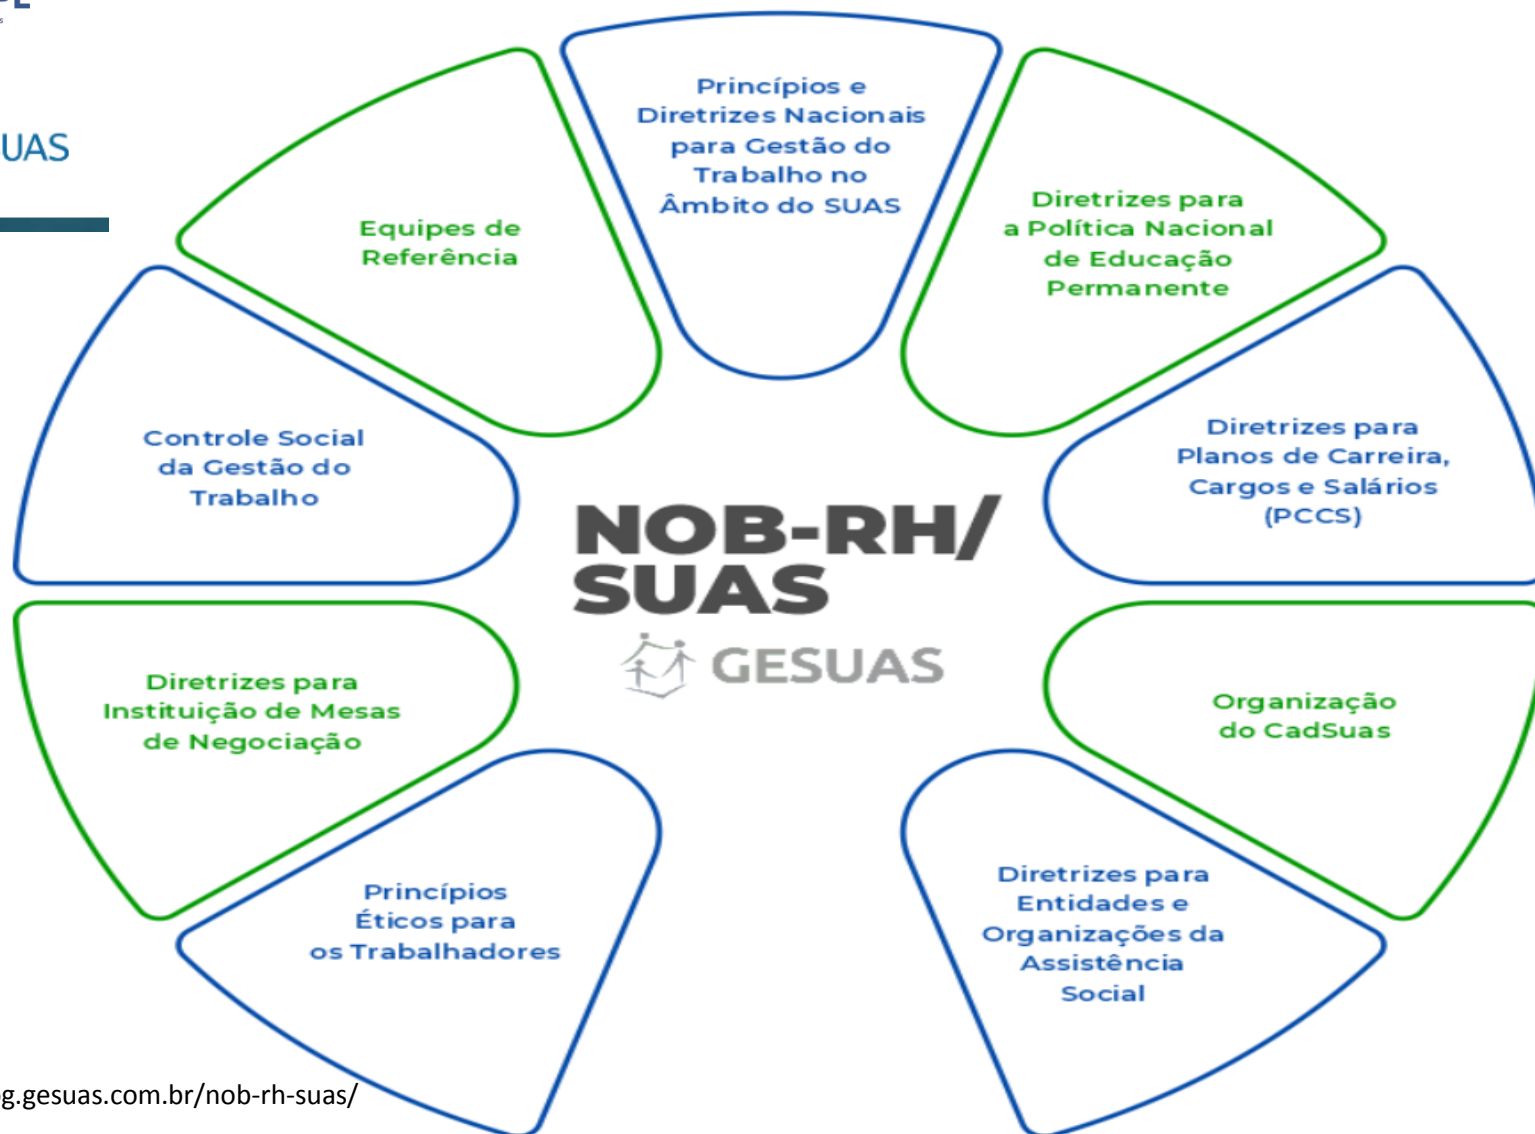 UAS
Princípios e
Diretrizes Nacionais
para Gestão do
Trabalho no
Âmbito do SUAS
Equipes de
Referência
Diretrizes para
a Política Nacional
de Educação
Permanente
Controle Social
da Gestão do
Trabalho
Diretrizes para
Planos de Carreira,
Cargos e Salários
(PCCS)
NOB-RH/
SUAS
GESUAS
Diretrizes para
Instituição de Mesas
de Negociação
Organização
do CadSuas
Princípios
Éticos para
os Trabalhadores
Diretrizes para
Entidades e
Organizações da
Assistência
Social
g.gesuas.com.br/nob-rh-suas/